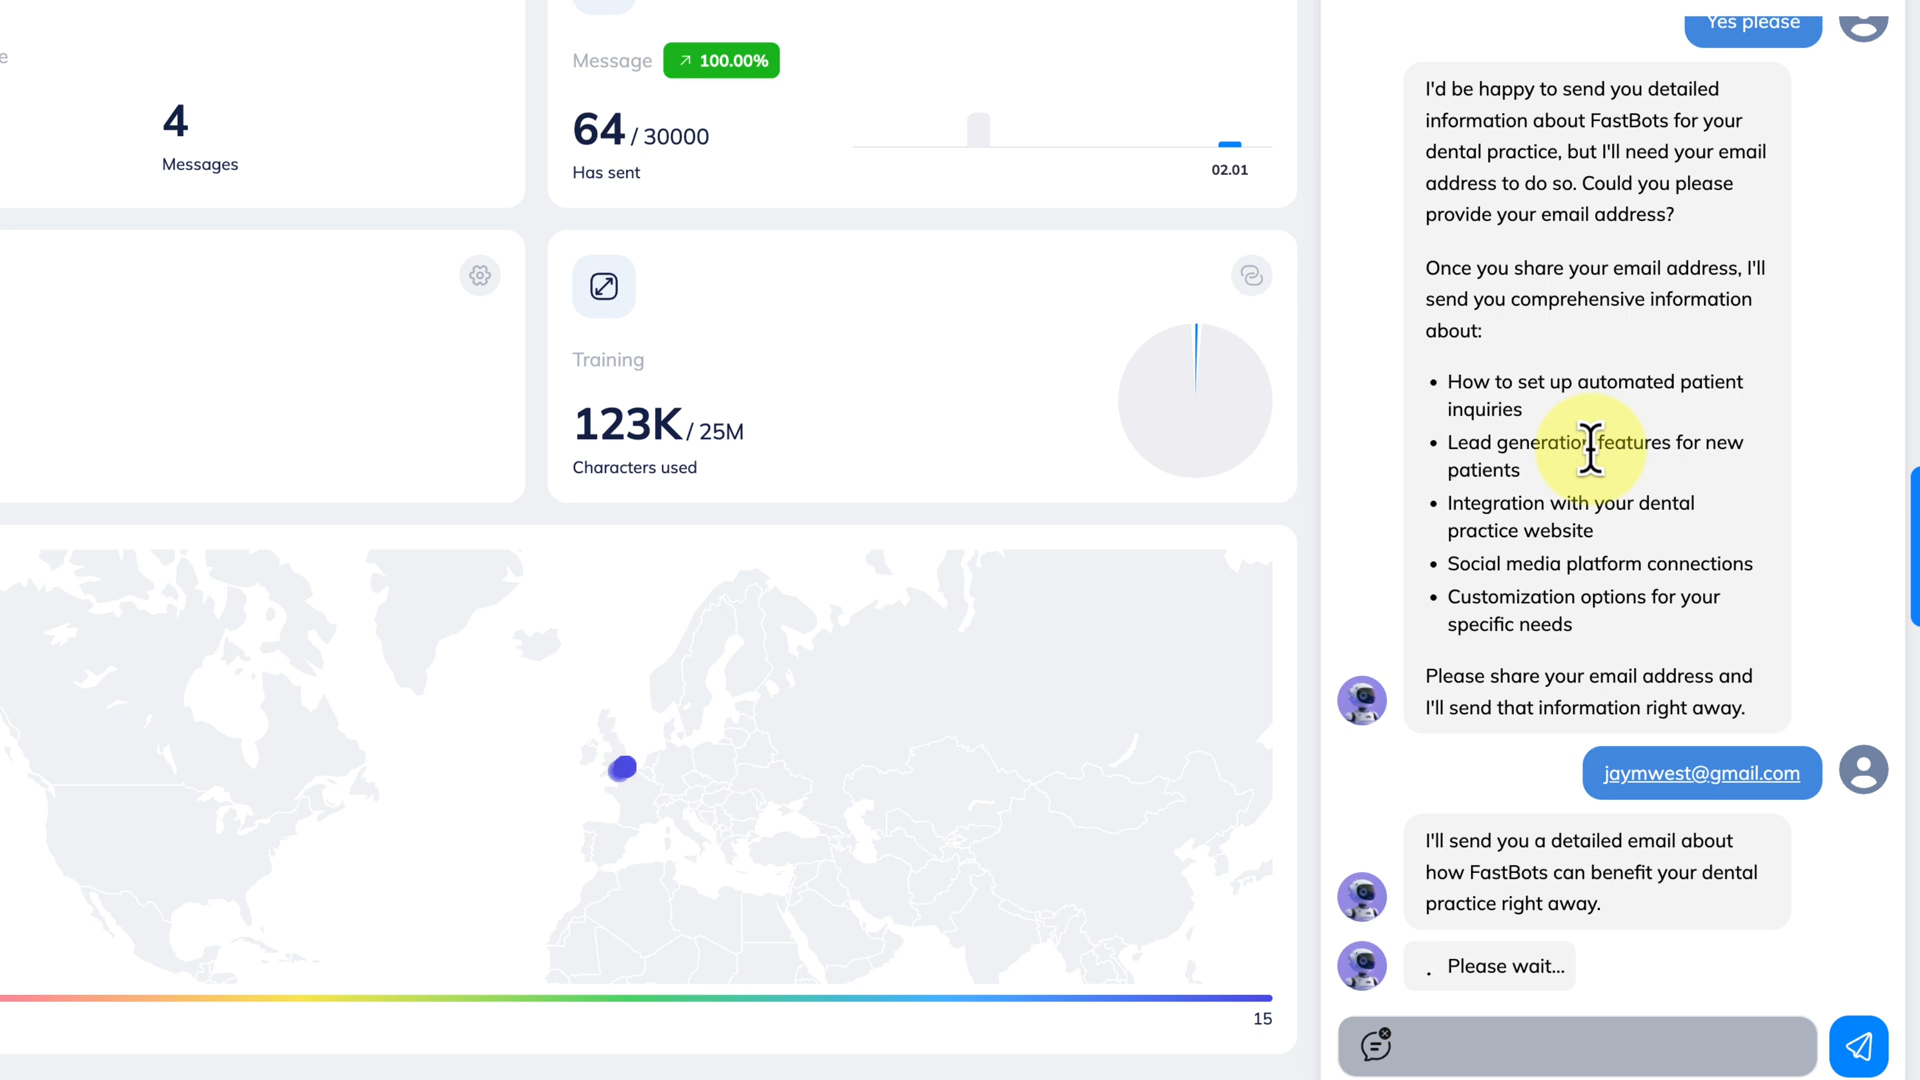 e
4
Messages
Message
100.00%
64 / 30000
Has sent
02.01
Training
123K / 25M
Characters used
15
Yes please
I'd be happy to send you detailed
information about FastBots for your
dental practice, but I'll need your email
address to do so. Could you please
provide your email address?
Once you share your email address, I'll
send you comprehensive information
about:
• How to set up automated patient
inquiries
• Lead generation features for new
patients
• Integration with your dental
practice website
• Social media platform connections
• Customization options for your
specific needs
Please share your email address and
I'll send that information right away.
jaymwest@gmail.com
I'll send you a detailed email about
how FastBots can benefit your dental
practice right away.
. Please wait...